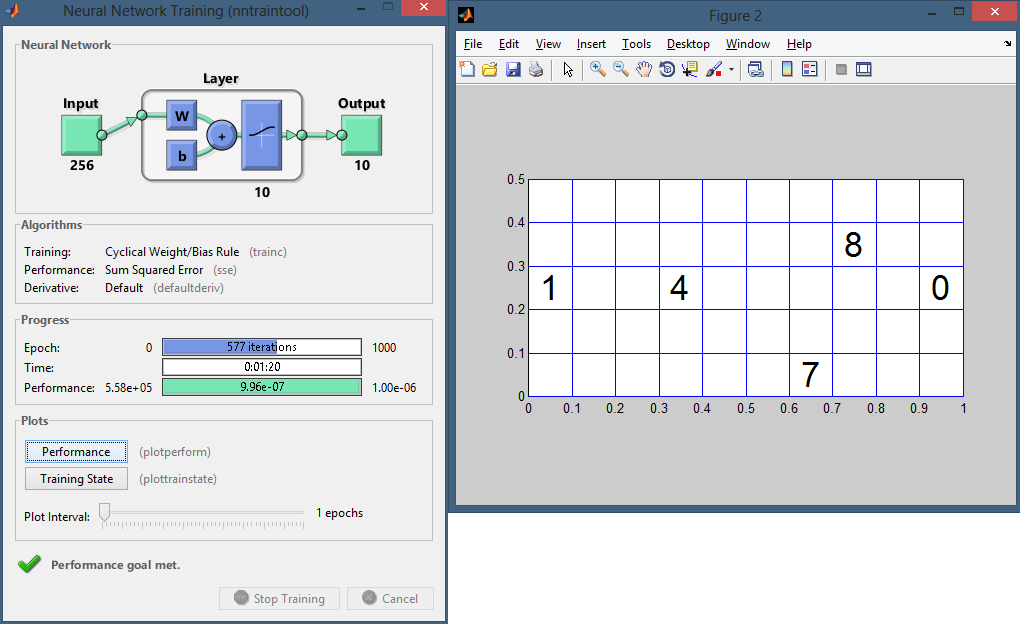 Neural Network Training (nntraintool)
Neural Network
Layer
Input
Output
W
+
b
256
10
10
Algorithms
Training: Cyclical Weight/Bias Rule (trainc)
Performance: Sum Squared Error (sse)
Derivative: Default (defaultderiv)
Progress
Epoch: 0 577 iterations 1000
Time: 0:01:20
Performance: 5.58e+05 9.96e-07 1.00e-06
Plots
Performance (plotperform)
Training State (plottrainstate)
Plot Interval: 1 epochs
Performance goal met.
Stop Training Cancel
Figure 2
File Edit View Insert Tools Desktop Window Help
0.5
0.4
8
0.3
1 4 0
0.2
0.1
7
0
0 0.1 0.2 0.3 0.4 0.5 0.6 0.7 0.8 0.9 1